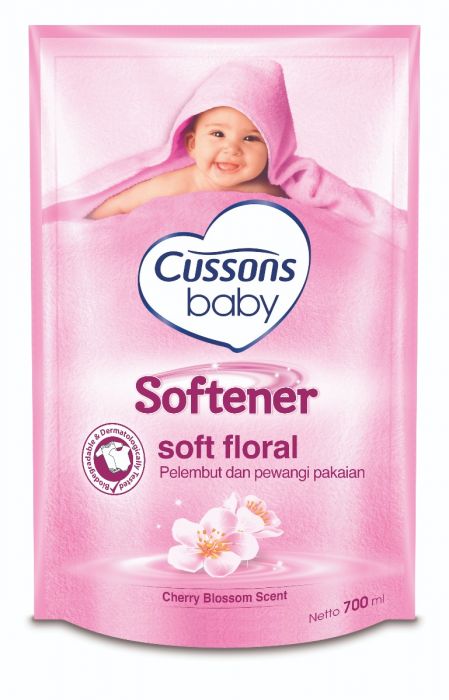 Cussons
baby
Softener
soft floral
Pelembut dan pewangi pakaian
Biodegradable & Dermatologically Tested
Cherry Blossom Scent
Netto 700 ml